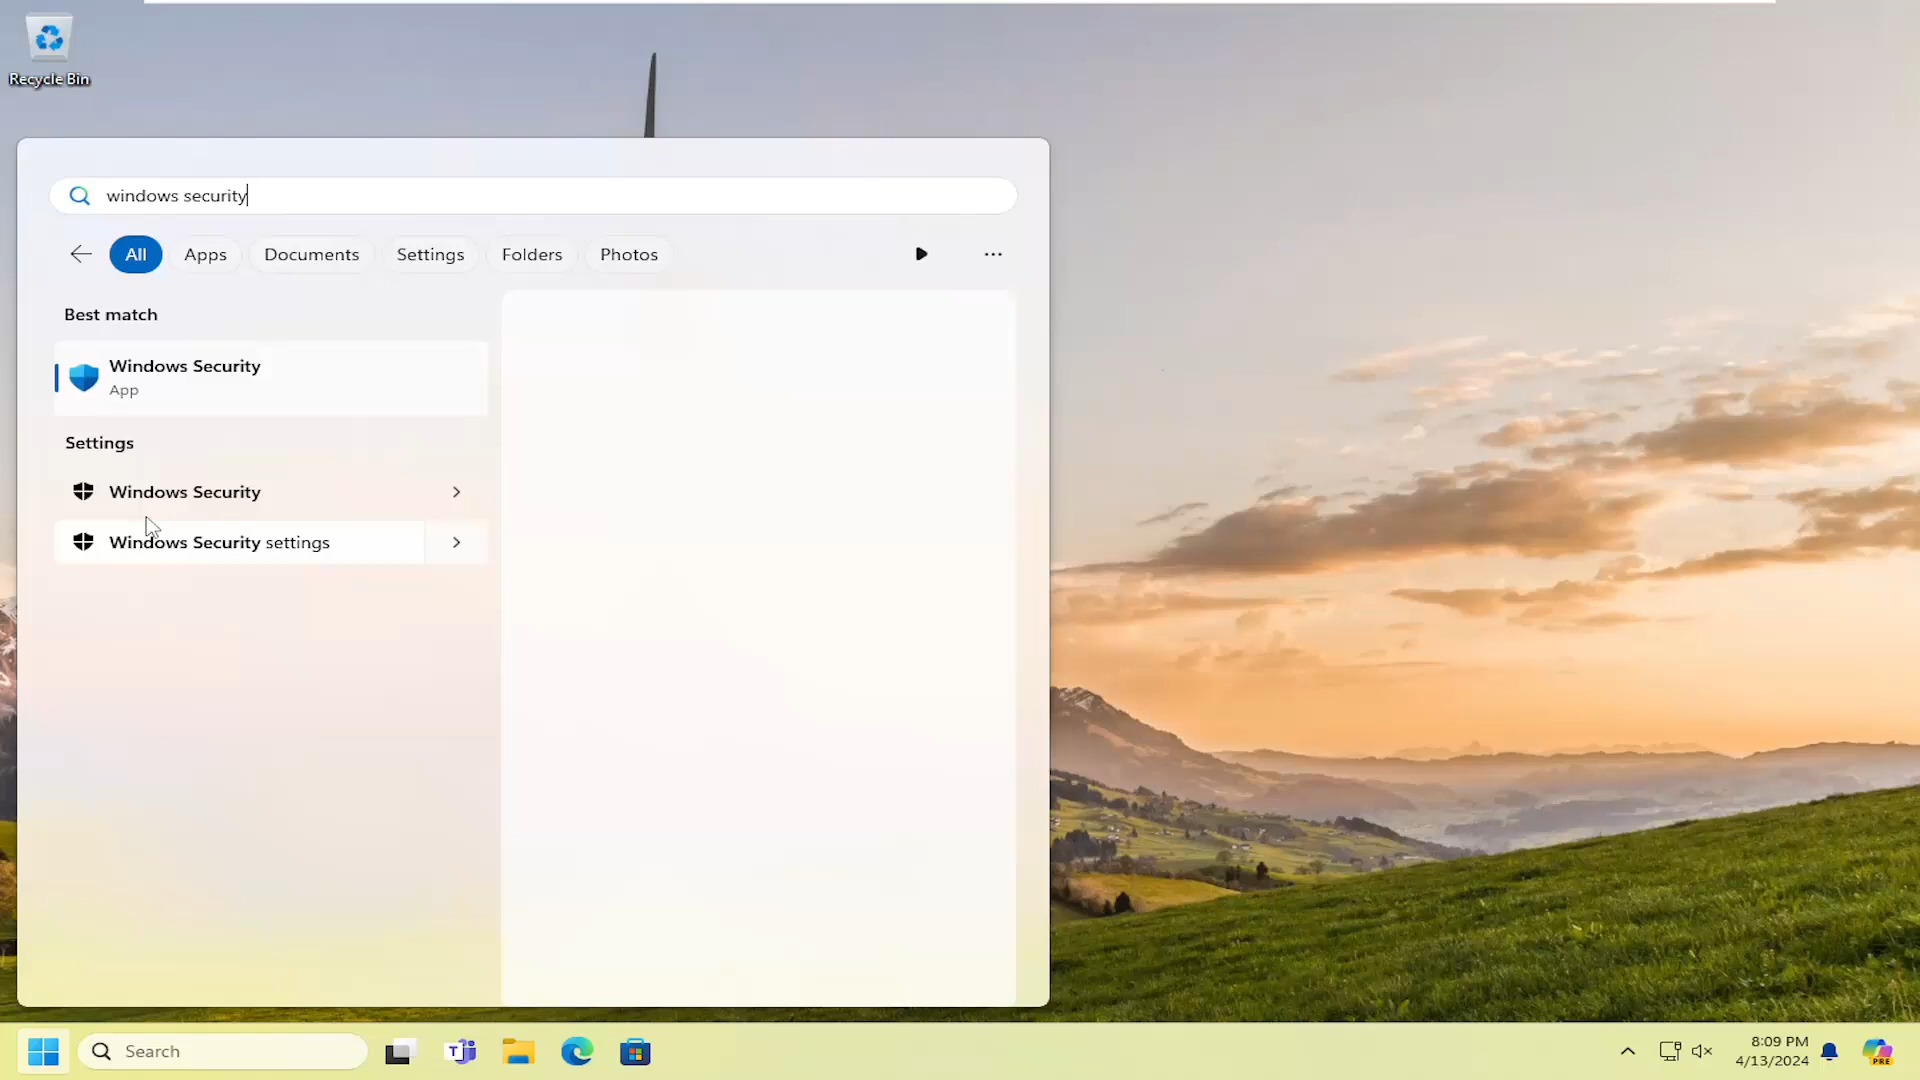 Recycle Bin
windows security
All
Apps
Documents
Settings
Folders
Photos
Best match
Windows Security
App
Settings
Windows Security
Windows Security settings
Search
T
8:09 PM
4/13/2024
PRE